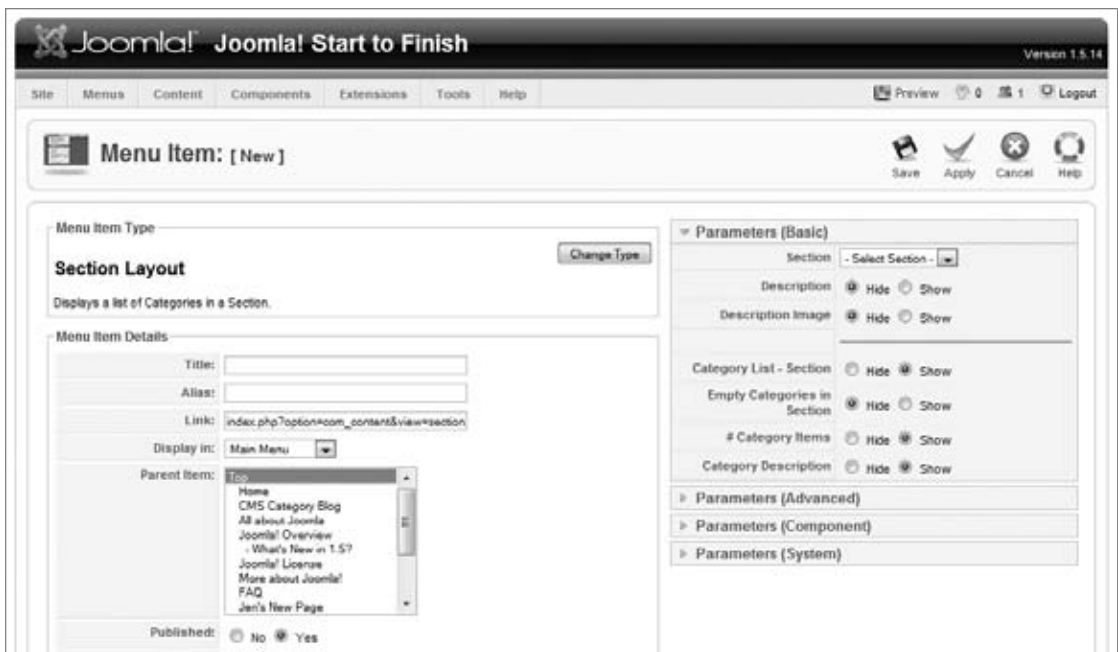 Joomla! Joomla! Start to Finish
Version 1.5.14
Site Menus Content Components Extensions Tools Help
Preview 0 1 Logout
Menu Item: [ New ]
Save Apply Cancel Help
Menu Item Type
Change Type
Section Layout
Displays a list of Categories in a Section.
Menu Item Details
Title:
Alias:
Link: index.php?option=com_content&view=section
Display in: Main Menu
Parent Item: Top
Home
CMS Category Blog
All about Joomla
Joomla! Overview
- What's New in 1.5?
Joomla! License
More about Joomla!
FAQ
Jen's New Page
Published: No Yes
Parameters (Basic)
Section - Select Section -
Description Hide Show
Description Image Hide Show
Category List - Section Hide Show
Empty Categories in
Section Hide Show
# Category Items Hide Show
Category Description Hide Show
Parameters (Advanced)
Parameters (Component)
Parameters (System)